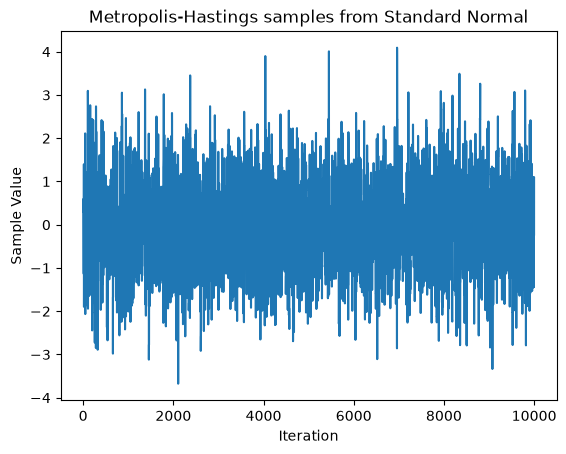 Metropolis-Hastings samples from Standard Normal
Sample Value
4
3
2
1
0
−1
−2
−3
−4
0 2000 4000 6000 8000 10000
Iteration